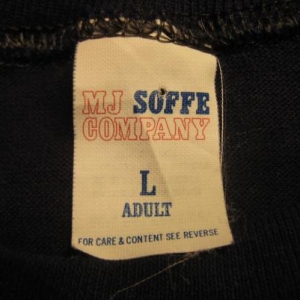 MJ SOFFE
COMPANY
L
ADULT
FOR CARE & CONTENT SEE REVERSE